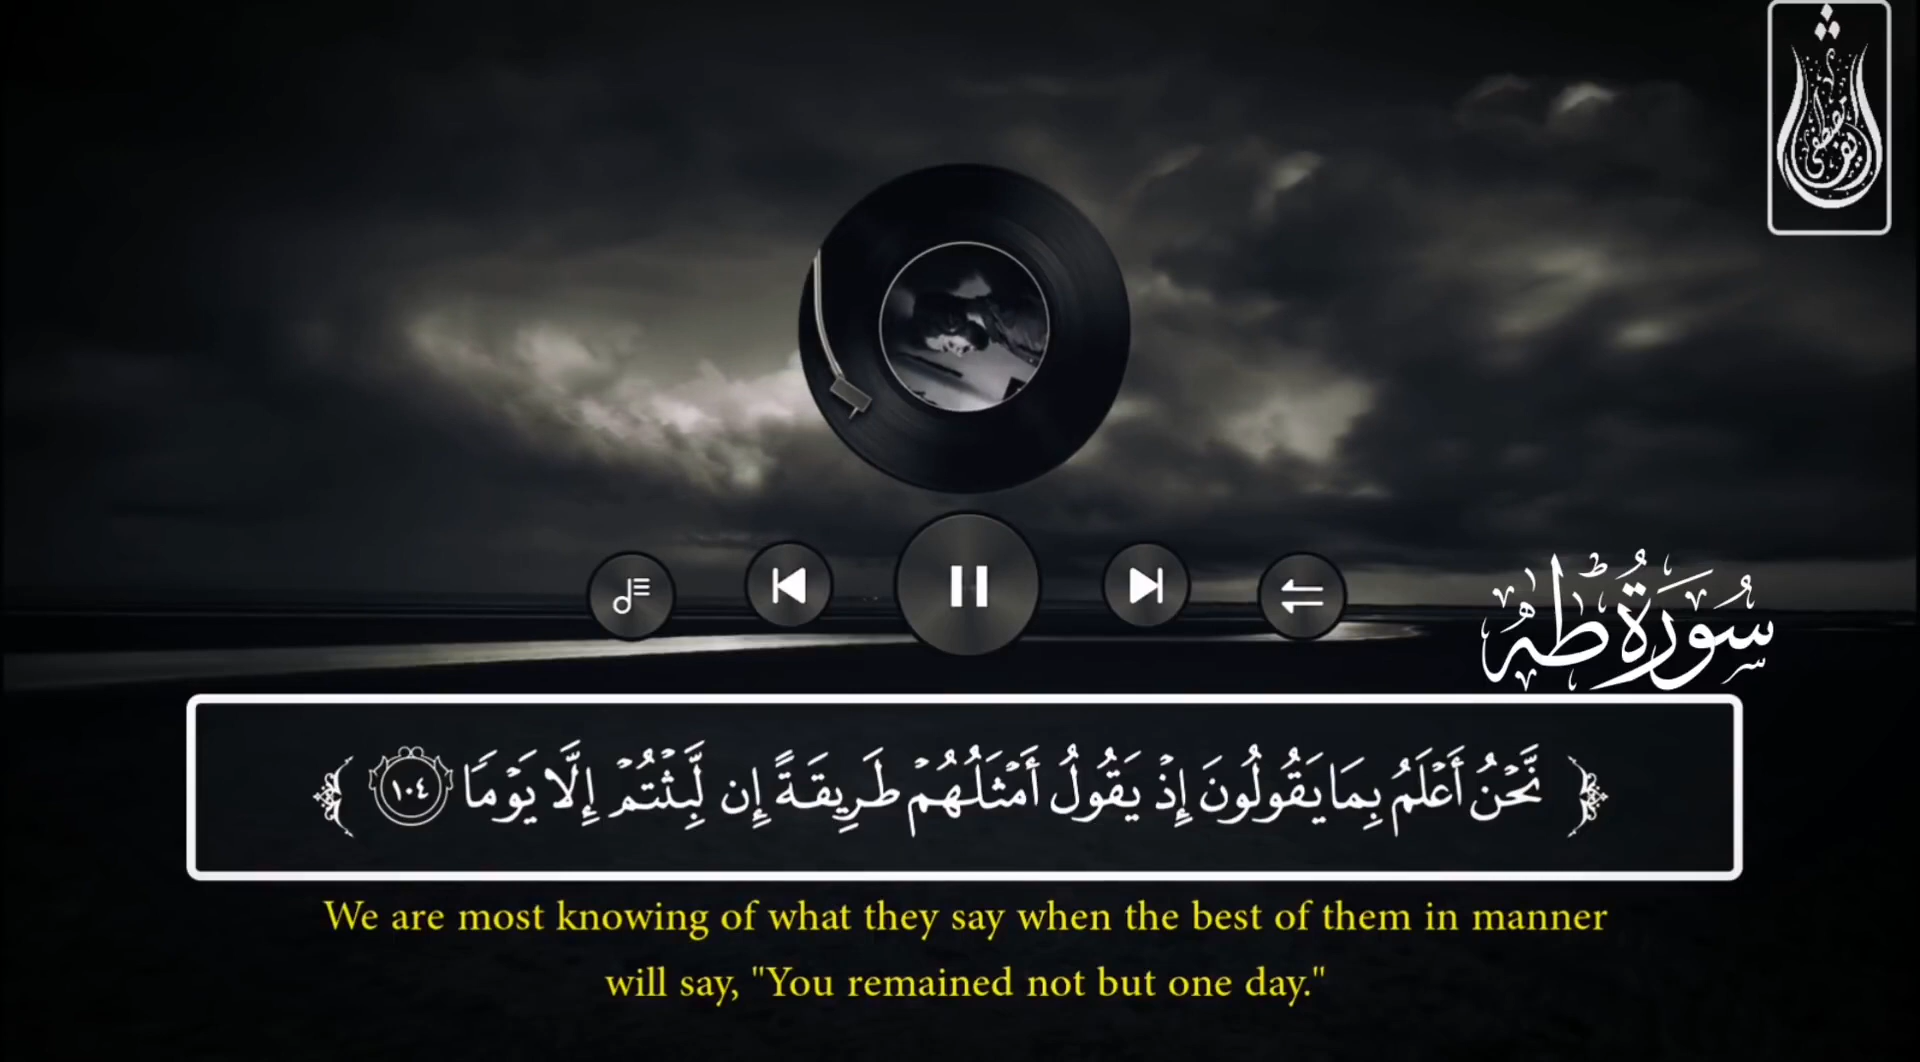 سُورَةُ طه
نَّحْنُ أَعْلَمُ بِمَا يَقُولُونَ إِذْ يَقُولُ أَمْثَلُهُمْ طَرِيقَةً إِن لَّبِثْتُمْ إِلَّا يَوْمًا ١٠٤
We are most knowing of what they say when the best of them in manner
will say, "You remained not but one day."